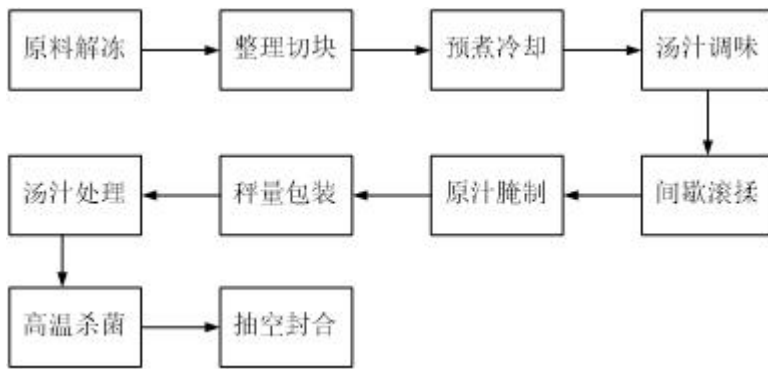 原料解冻
整理切块
预煮冷却
汤汁调味
间歇滚揉
原汁腌制
秤量包装
汤汁处理
高温杀菌
抽空封合